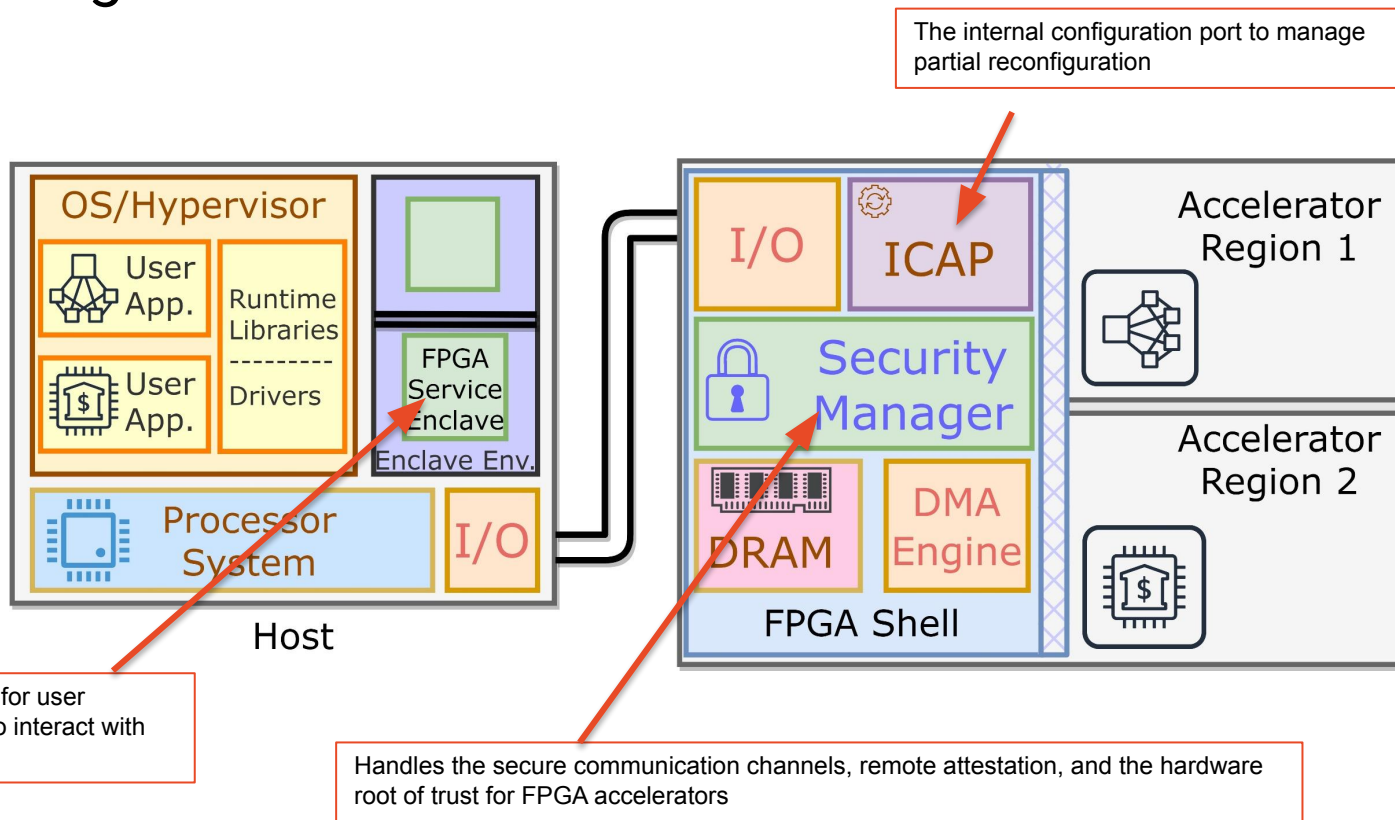 The internal configuration port to manage
partial reconfiguration
OS/Hypervisor
User
App.
User
App.
Runtime
Libraries
---------
Drivers
FPGA
Service
Enclave
Enclave Env.
$
Processor
System
I/O
Host
I/O
ICAP
Security
Manager
DRAM
DMA
Engine
FPGA Shell
Accelerator
Region 1
Accelerator
Region 2
$
for user
o interact with
Handles the secure communication channels, remote attestation, and the hardware
root of trust for FPGA accelerators